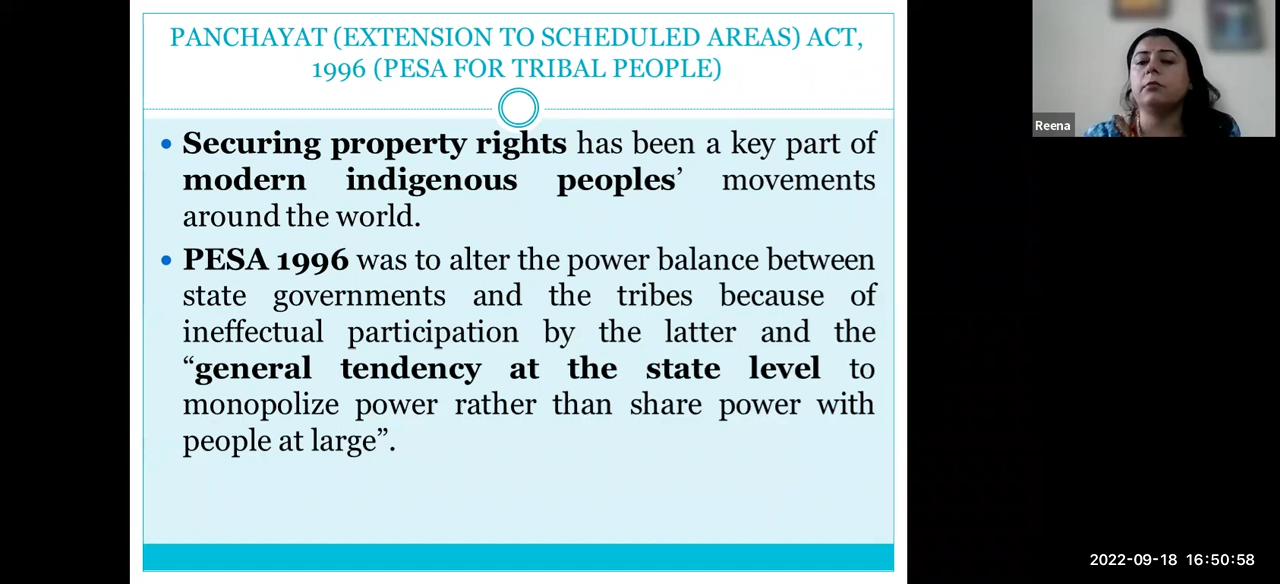 PANCHAYAT (EXTENSION TO SCHEDULED AREAS) ACT,
1996 (PESA FOR TRIBAL PEOPLE)
• Securing property rights has been a key part of
modern indigenous peoples’ movements
around the world.
• PESA 1996 was to alter the power balance between
state governments and the tribes because of
ineffectual participation by the latter and the
“general tendency at the state level to
monopolize power rather than share power with
people at large”.
Reena
2022-09-18 16:50:58